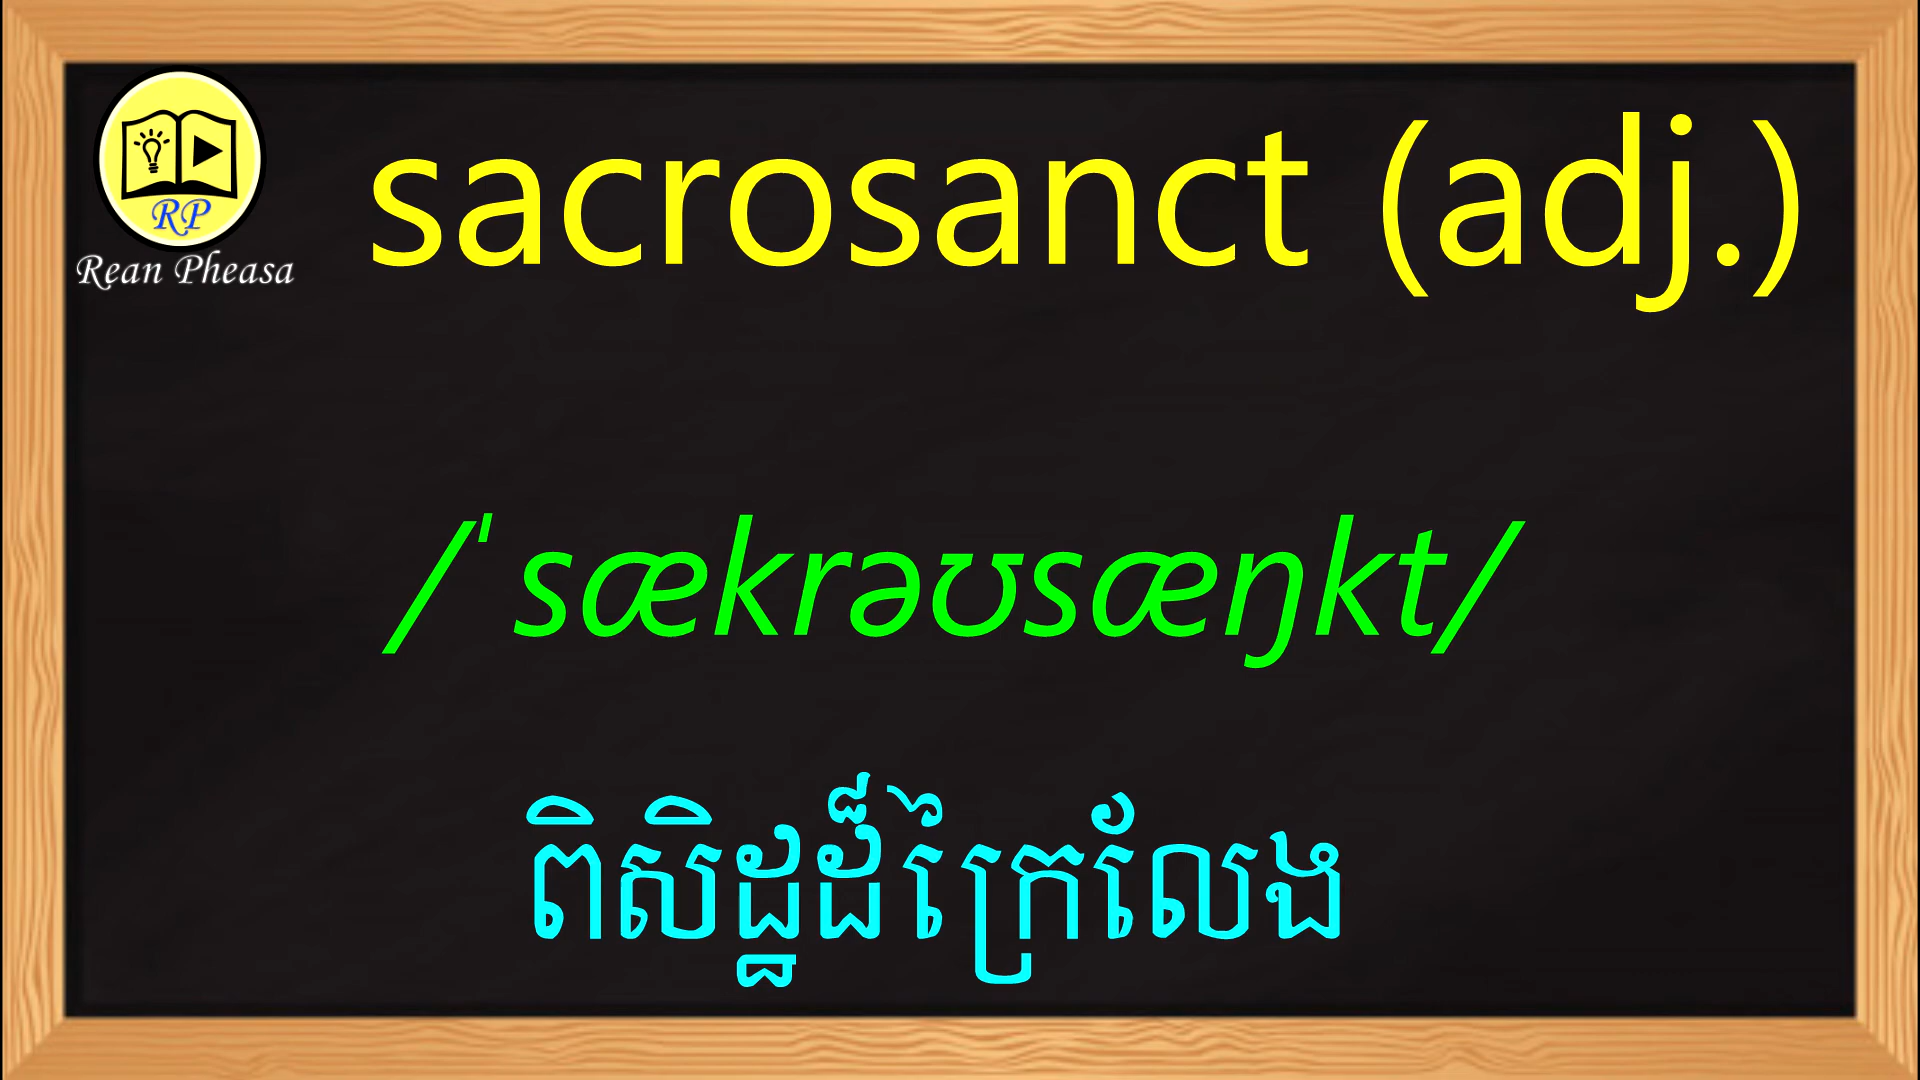 RP
Rean Pheasa
sacrosanct (adj.)
/ˈsækrəʊsæŋkt/
ពិសិដ្ឋដ៏ក្រៃលែង